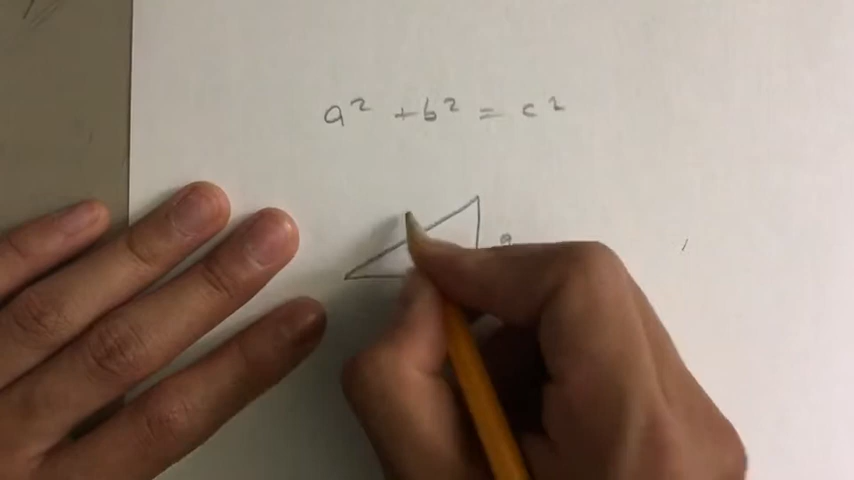 a² + b² = c²
a